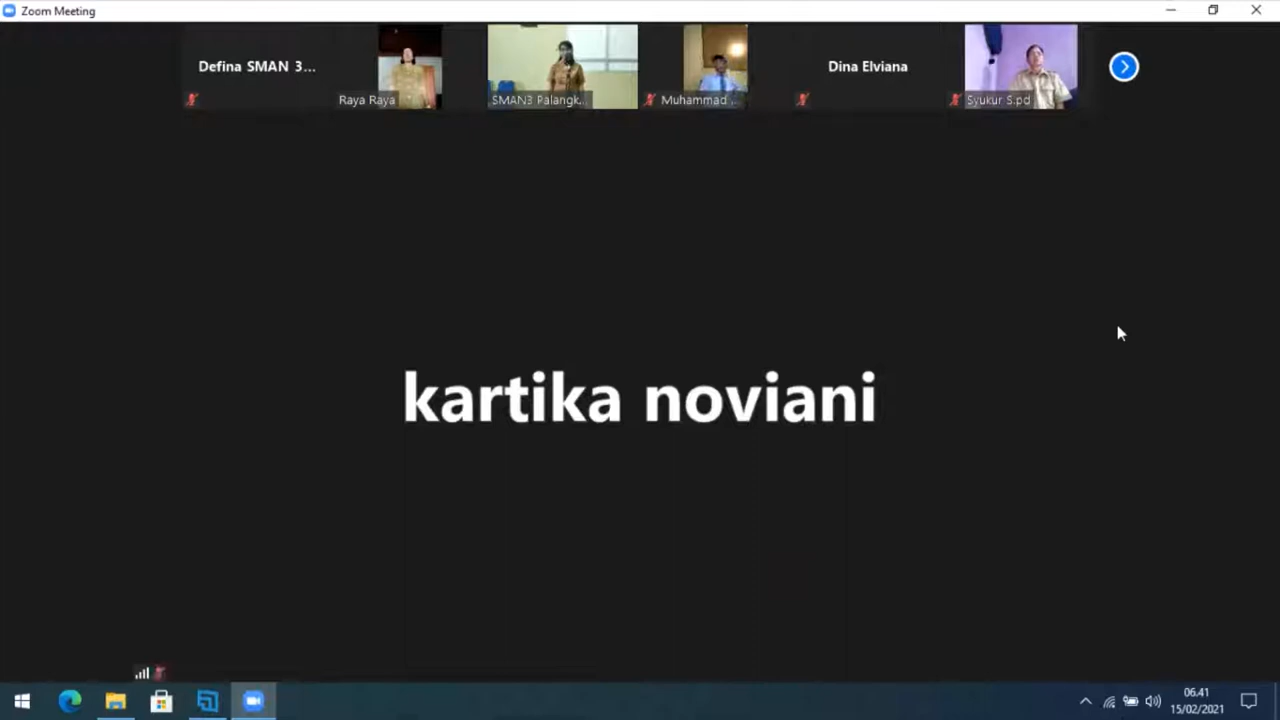 Zoom Meeting
Defina SMAN 3...
Raya Raya
SMAN3 Palangk...
Muhammad ...
Dina Elviana
Syukur S.pd
kartika noviani
06.41
15/02/2021